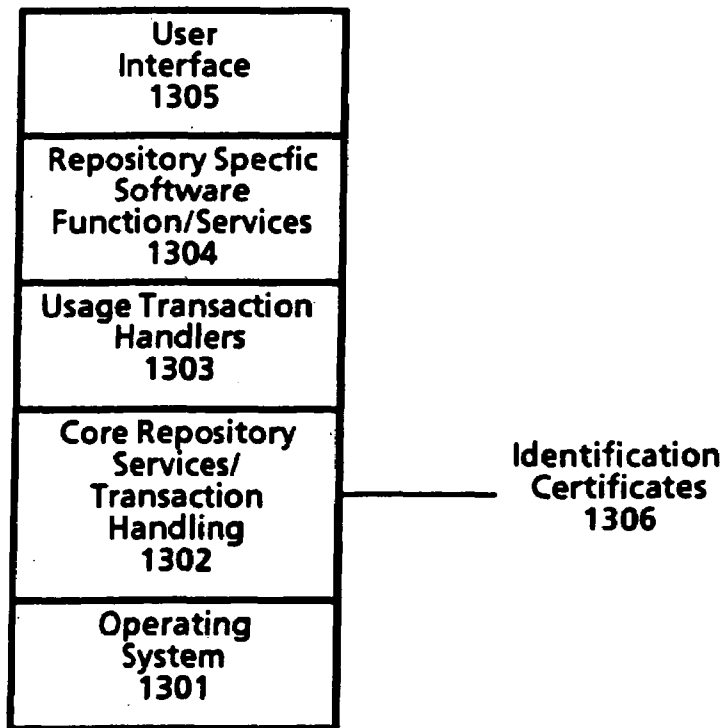 User
Interface
1305
Repository Specfic
Software
Function/Services
1304
Usage Transaction
Handlers
1303
Core Repository
Services/
Transaction
Handling
1302
Identification
Certificates
1306
Operating
System
1301